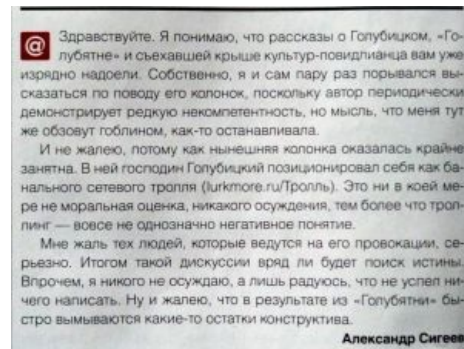 @ Здравствуйте. Я понимаю, что рассказы о Голубицком, «Го-
лубятне» и съехавшей крыше культур-повидлианца вам уже
изрядно надоели. Собственно, я и сам пару раз порывался вы-
сказаться по поводу его колонок, поскольку автор периодически
демонстрирует редкую некомпетентность, но мысль, что меня тут
же обзовут гоблином, как-то останавливала.
И не жалею, потому как нынешняя колонка оказалась крайне
занятна. В ней господин Голубицкий позиционировал себя как ба-
нального сетевого тролля (lurkmore.ru/Тролль). Это ни в коей ме-
ре не моральная оценка, никакого осуждения, тем более что трол-
линг — вовсе не однозначно негативное понятие.
Мне жаль тех людей, которые ведутся на его провокации, се-
рьезно. Итогом такой дискуссии вряд ли будет поиск истины.
Впрочем, я никого не осуждаю, а лишь радуюсь, что не успел ни-
чего написать. Ну и жалею, что в результате из «Голубятни» бы-
стро вымываются какие-то остатки конструктива.
Александр Сигеев